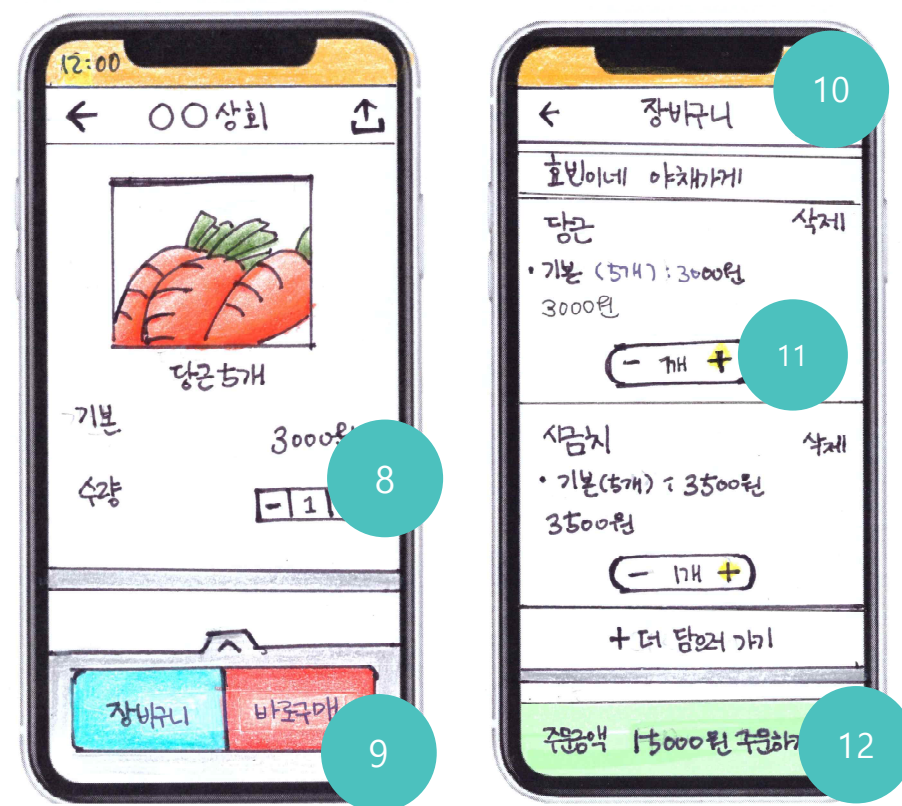 12:00
← ○○상회
당근 5개
기본
3000원
8
수량
- 1
장바구니 바로구매
9
10
← 장바구니
효빈이네 야채가게
당근 삭제
• 기본 (5개) : 3000원
3000원
- 1개 +
11
시금치 삭제
• 기본(5개) : 3500원
3500원
- 1개 +
+ 더 담으러 가기
주문금액 15000원 주문하기
12